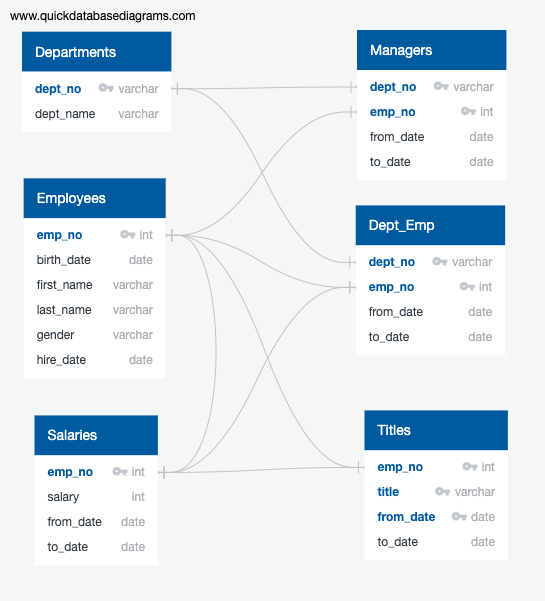 www.quickdatabasediagrams.com
Departments
dept_no varchar
dept_name varchar
Managers
dept_no varchar
emp_no int
from_date date
to_date date
Employees
emp_no int
birth_date date
first_name varchar
last_name varchar
gender varchar
hire_date date
Dept_Emp
dept_no varchar
emp_no int
from_date date
to_date date
Salaries
emp_no int
salary int
from_date date
to_date date
Titles
emp_no int
title varchar
from_date date
to_date date